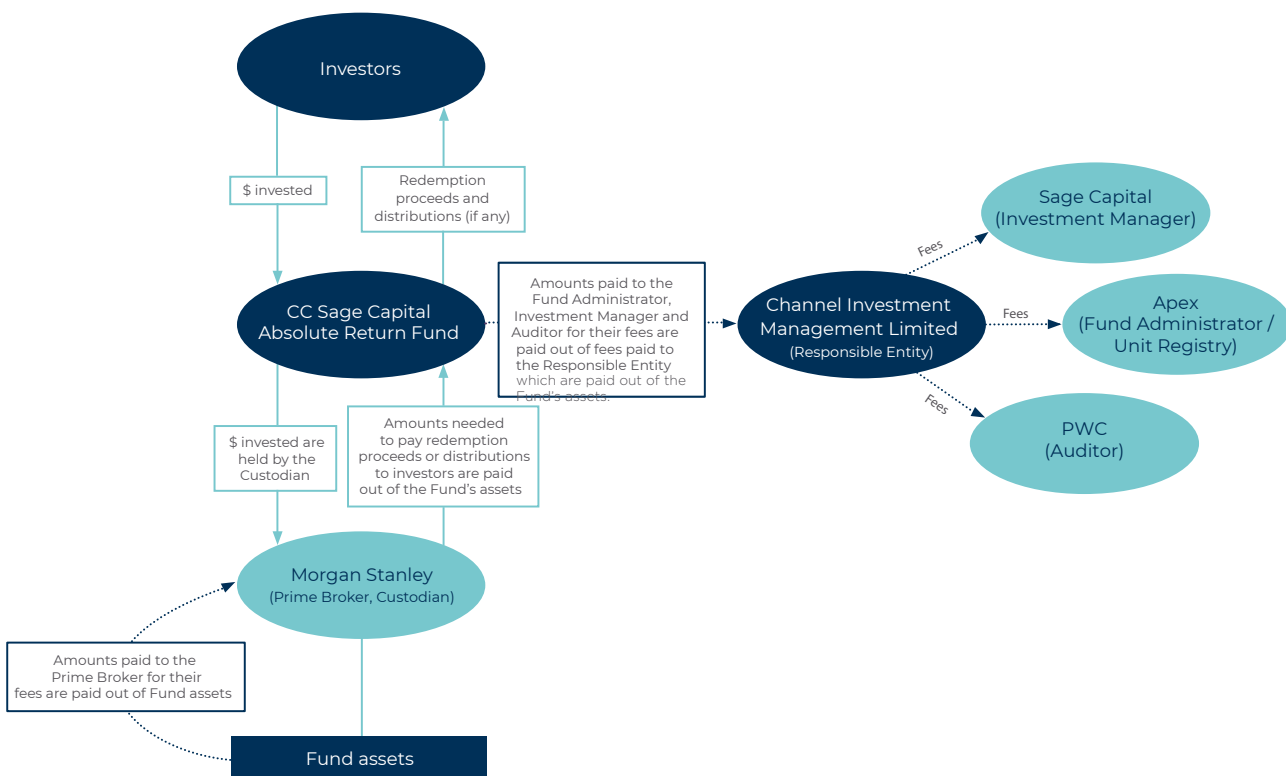 Investors
$ invested
Redemption
proceeds and
distributions (if any)
CC Sage Capital
Absolute Return Fund
Amounts paid to the
Fund Administrator,
Investment Manager and
Auditor for their fees are
paid out of fees paid to
the Responsible Entity
which are paid out of the
Fund's assets.
Channel Investment
Management Limited
(Responsible Entity)
Fees
Sage Capital
(Investment Manager)
Fees
Apex
(Fund Administrator /
Unit Registry)
Fees
PWC
(Auditor)
$ invested are
held by the
Custodian
Amounts needed
to pay redemption
proceeds or distributions
to investors are paid
out of the Fund's assets
Morgan Stanley
(Prime Broker, Custodian)
Amounts paid to the
Prime Broker for their
fees are paid out of Fund assets
Fund assets